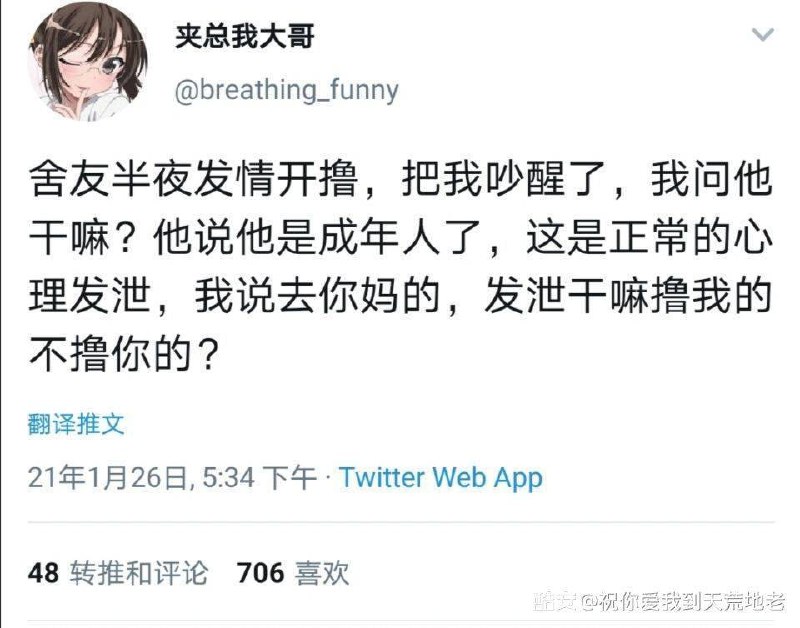 夹总我大哥
@breathing_funny
舍友半夜发情开撸，把我吵醒了，我问他
干嘛？他说他是成年人了，这是正常的心
理发泄，我说去你妈的，发泄干嘛撸我的
不撸你的？
翻译推文
21年1月26日, 5:34 下午 · Twitter Web App
48 转推和评论 706 喜欢
酷安 @祝你爱我到天荒地老